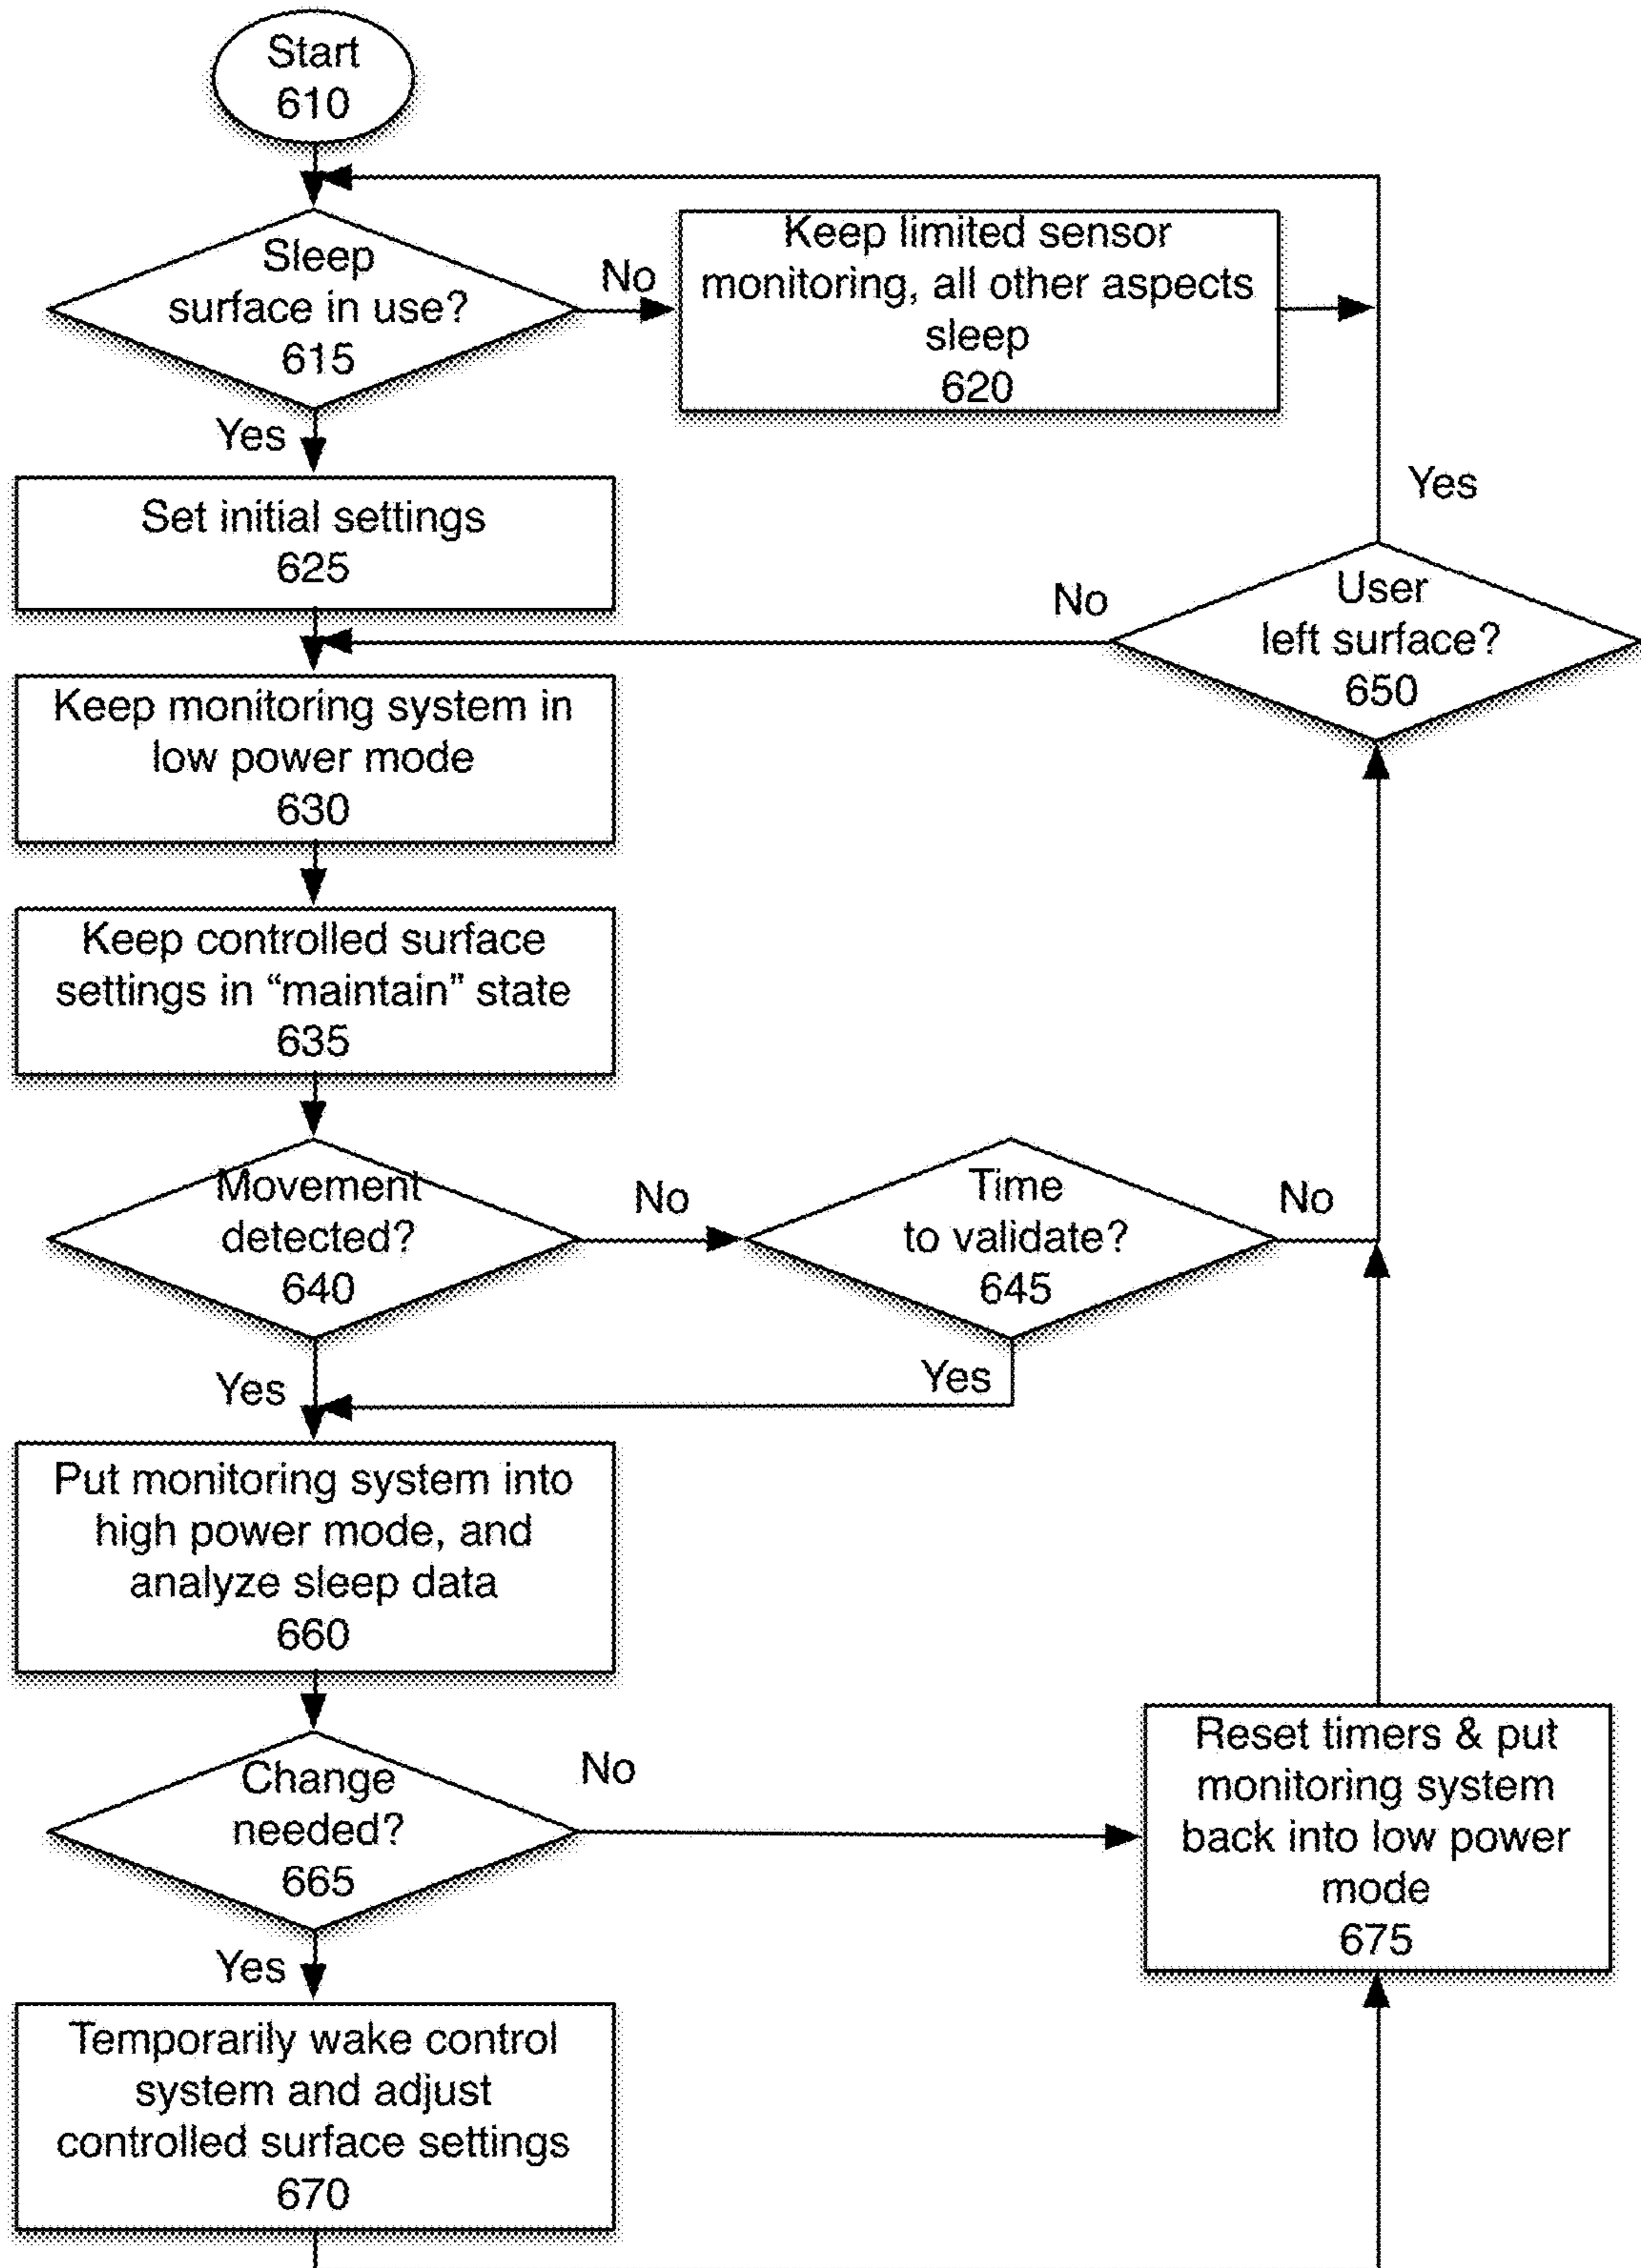 Start
610
Sleep
surface in use?
615
No
Keep limited sensor
monitoring, all other aspects
sleep
620
Yes
Set initial settings
625
Yes
User
left surface?
650
No
Keep monitoring system in
low power mode
630
Keep controlled surface
settings in “maintain” state
635
Movement
detected?
640
No
Time
to validate?
645
No
Yes
Yes
Put monitoring system into
high power mode, and
analyze sleep data
660
Change
needed?
665
No
Reset timers & put
monitoring system
back into low power
mode
675
Yes
Temporarily wake control
system and adjust
controlled surface settings
670